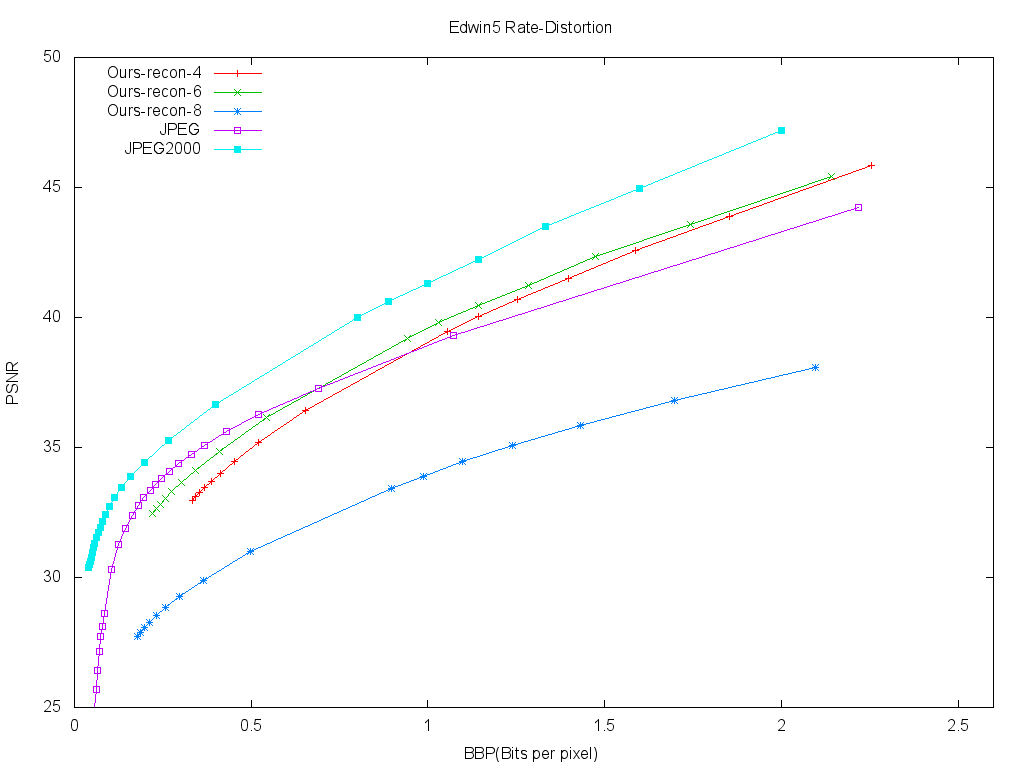 Edwin5 Rate-Distortion
50
45
40
35
30
25
PSNR
Ours-recon-4
Ours-recon-6
Ours-recon-8
JPEG
JPEG2000
0
0.5
1
1.5
2
2.5
BBP(Bits per pixel)